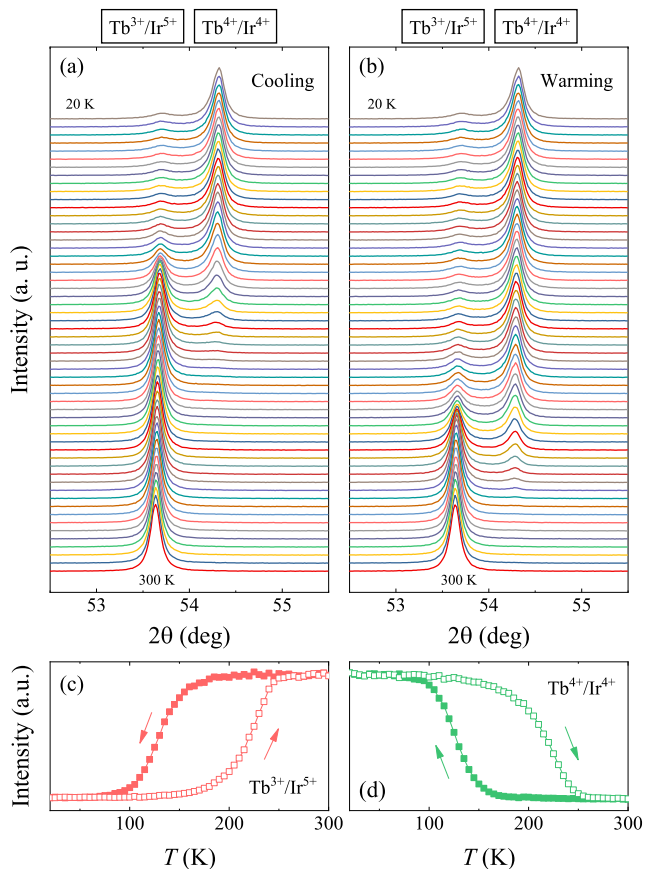 Tb³⁺/Ir⁵⁺ Tb⁴⁺/Ir⁴⁺ Tb³⁺/Ir⁵⁺ Tb⁴⁺/Ir⁴⁺
(a) Cooling
20 K
300 K
53 54 55
2θ (deg)
Intensity (a. u.)
(b) Warming
20 K
300 K
53 54 55
2θ (deg)
(c)
Tb³⁺/Ir⁵⁺
100 200 300
T (K)
Intensity (a.u.)
Tb⁴⁺/Ir⁴⁺
(d)
100 200 300
T (K)